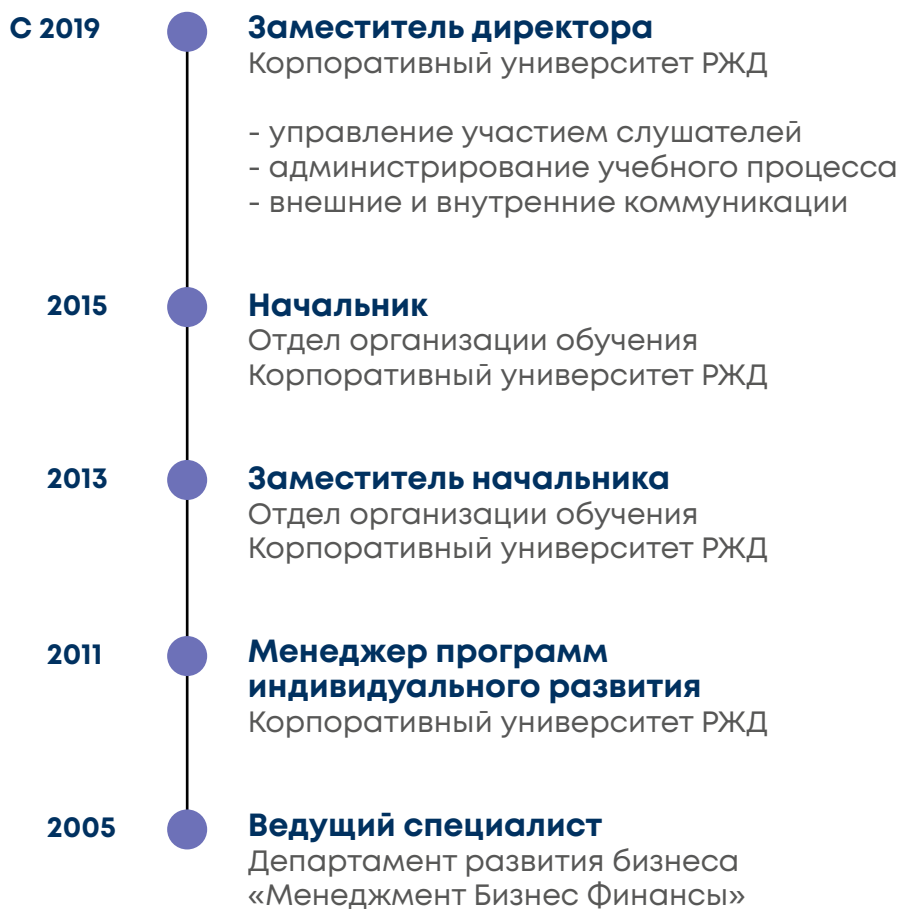 С 2019
Заместитель директора
Корпоративный университет РЖД
- управление участием слушателей
- администрирование учебного процесса
- внешние и внутренние коммуникации
2015
Начальник
Отдел организации обучения
Корпоративный университет РЖД
2013
Заместитель начальника
Отдел организации обучения
Корпоративный университет РЖД
2011
Менеджер программ
индивидуального развития
Корпоративный университет РЖД
2005
Ведущий специалист
Департамент развития бизнеса
«Менеджмент Бизнес Финансы»